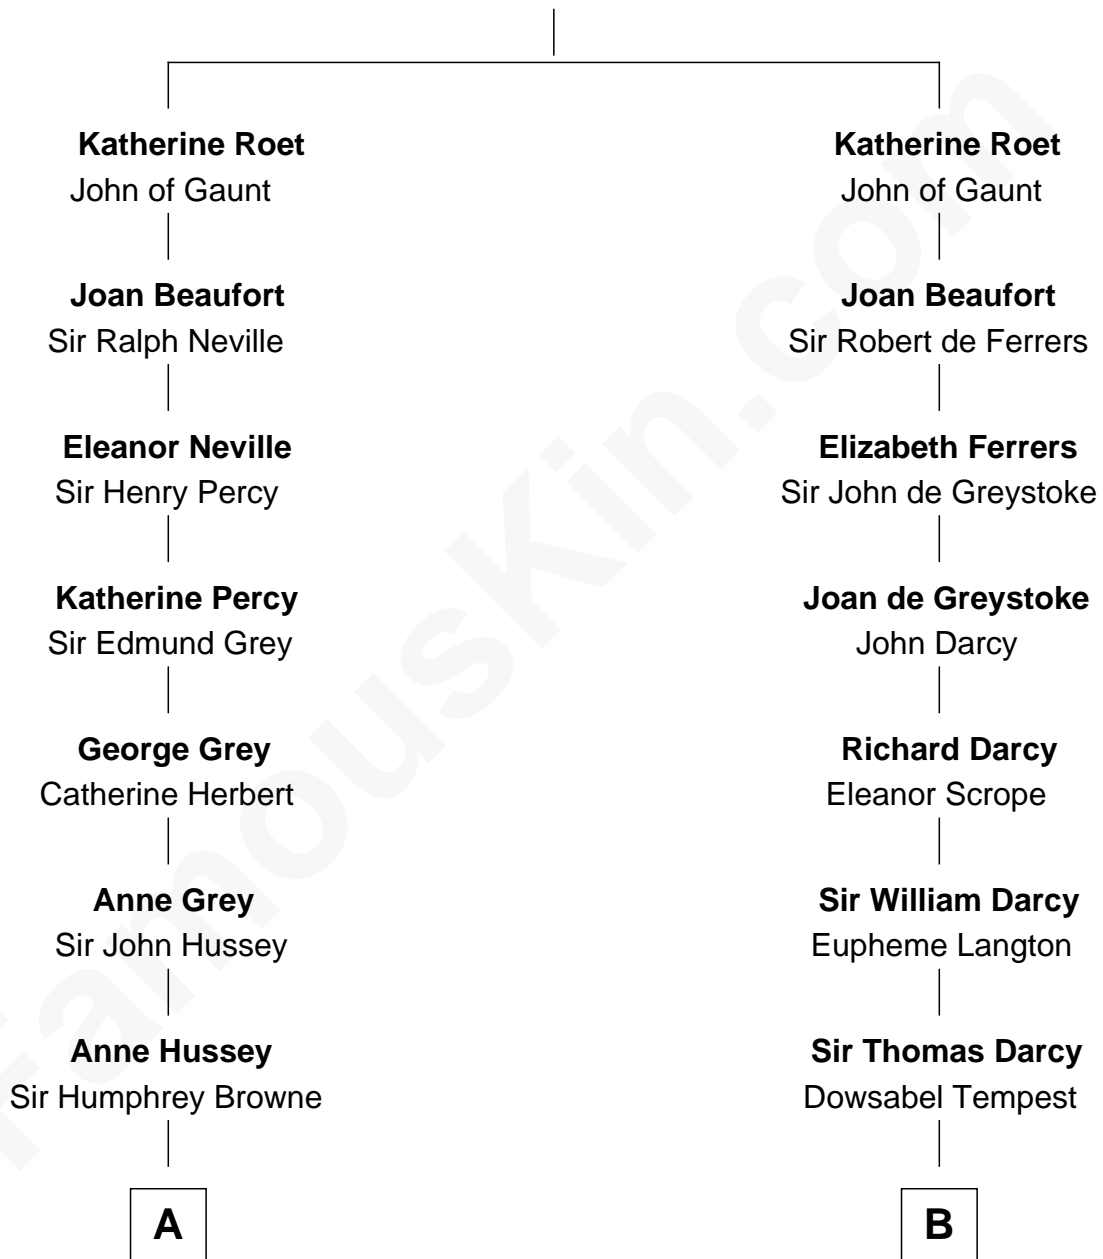 Katherine Roet
John of Gaunt
Joan Beaufort
Sir Ralph Neville
Eleanor Neville
Sir Henry Percy
Katherine Percy
Sir Edmund Grey
George Grey
Catherine Herbert
Anne Grey
Sir John Hussey
Anne Hussey
Sir Humphrey Browne
A
Katherine Roet
John of Gaunt
Joan Beaufort
Sir Robert de Ferrers
Elizabeth Ferrers
Sir John de Greystoke
Joan de Greystoke
John Darcy
Richard Darcy
Eleanor Scrope
Sir William Darcy
Eupheme Langton
Sir Thomas Darcy
Dowsabel Tempest
B
FamousKin.com